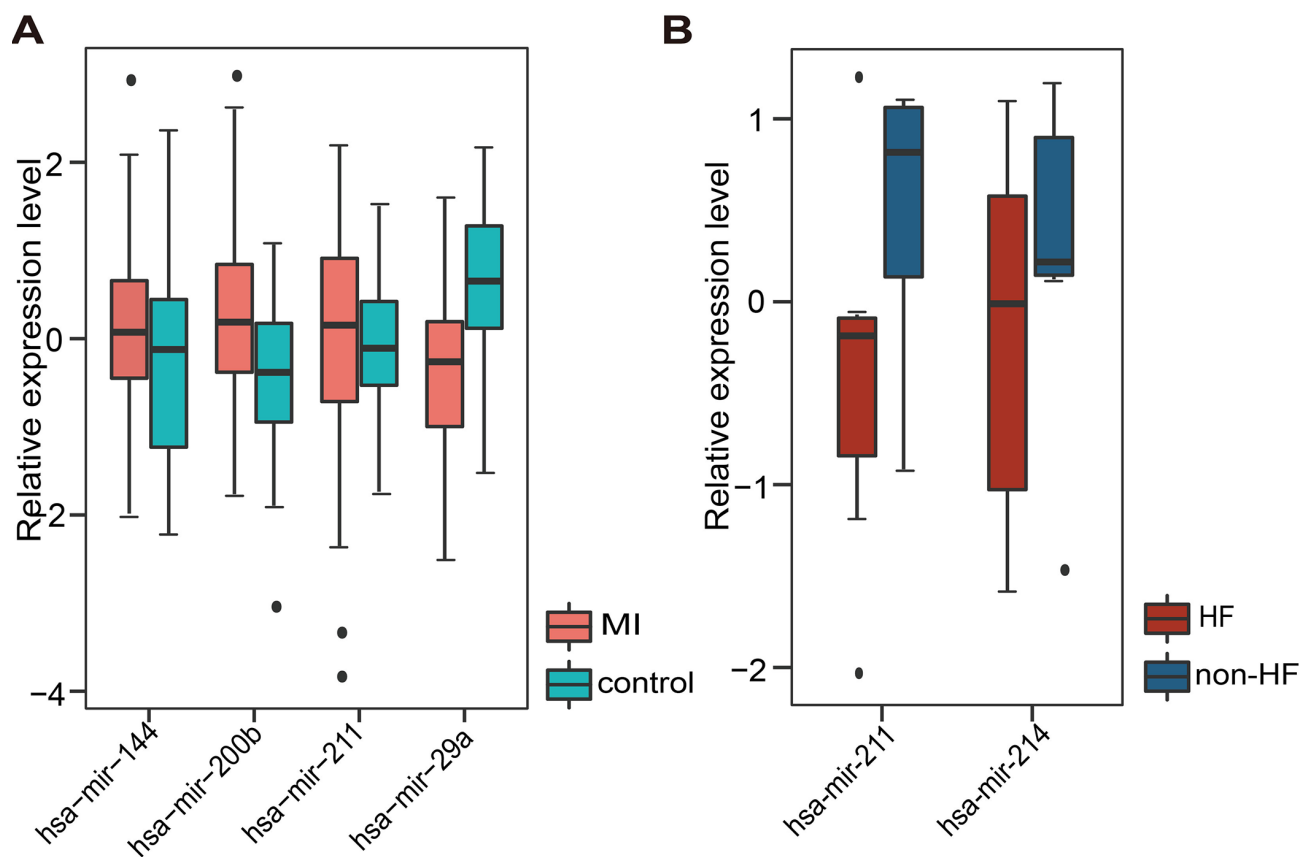 A
Relative expression level
2
0
−2
−4
hsa−mir−144
hsa−mir−200b
hsa−mir−211
hsa−mir−29a
MI
control
B
Relative expression level
1
0
−1
−2
hsa-mir-211
hsa-mir-214
HF
non-HF